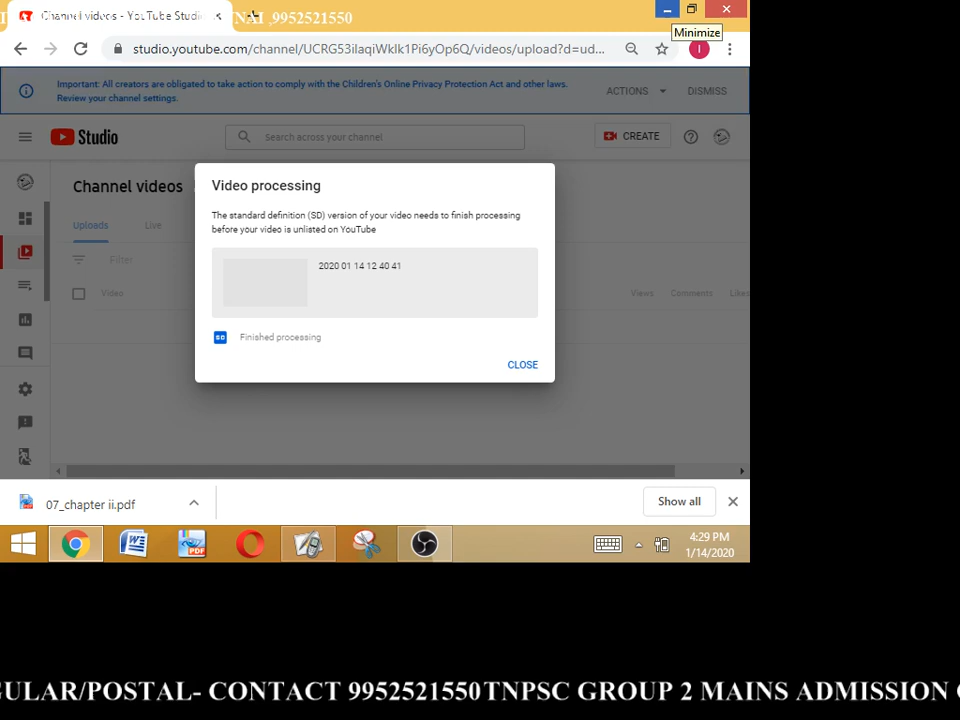 Channel videos - YouTube Studio
NAI ,9952521550
Minimize
studio.youtube.com/channel/UCRG53ilaqiWklk1Pi6yOp6Q/videos/upload?d=ud...
I
Important: All creators are obligated to take action to comply with the Children's Online Privacy Protection Act and other laws.
Review your channel settings.
ACTIONS
DISMISS
Studio
Search across your channel
CREATE
Channel videos
Uploads
Live
Filter
Video
Views
Comments
Likes
Video processing
The standard definition (SD) version of your video needs to finish processing
before your video is unlisted on YouTube
2020 01 14 12 40 41
SD
Finished processing
CLOSE
07_chapter ii.pdf
Show all
4:29 PM
1/14/2020
GULAR/POSTAL- CONTACT 9952521550TNPSC GROUP 2 MAINS ADMISSION